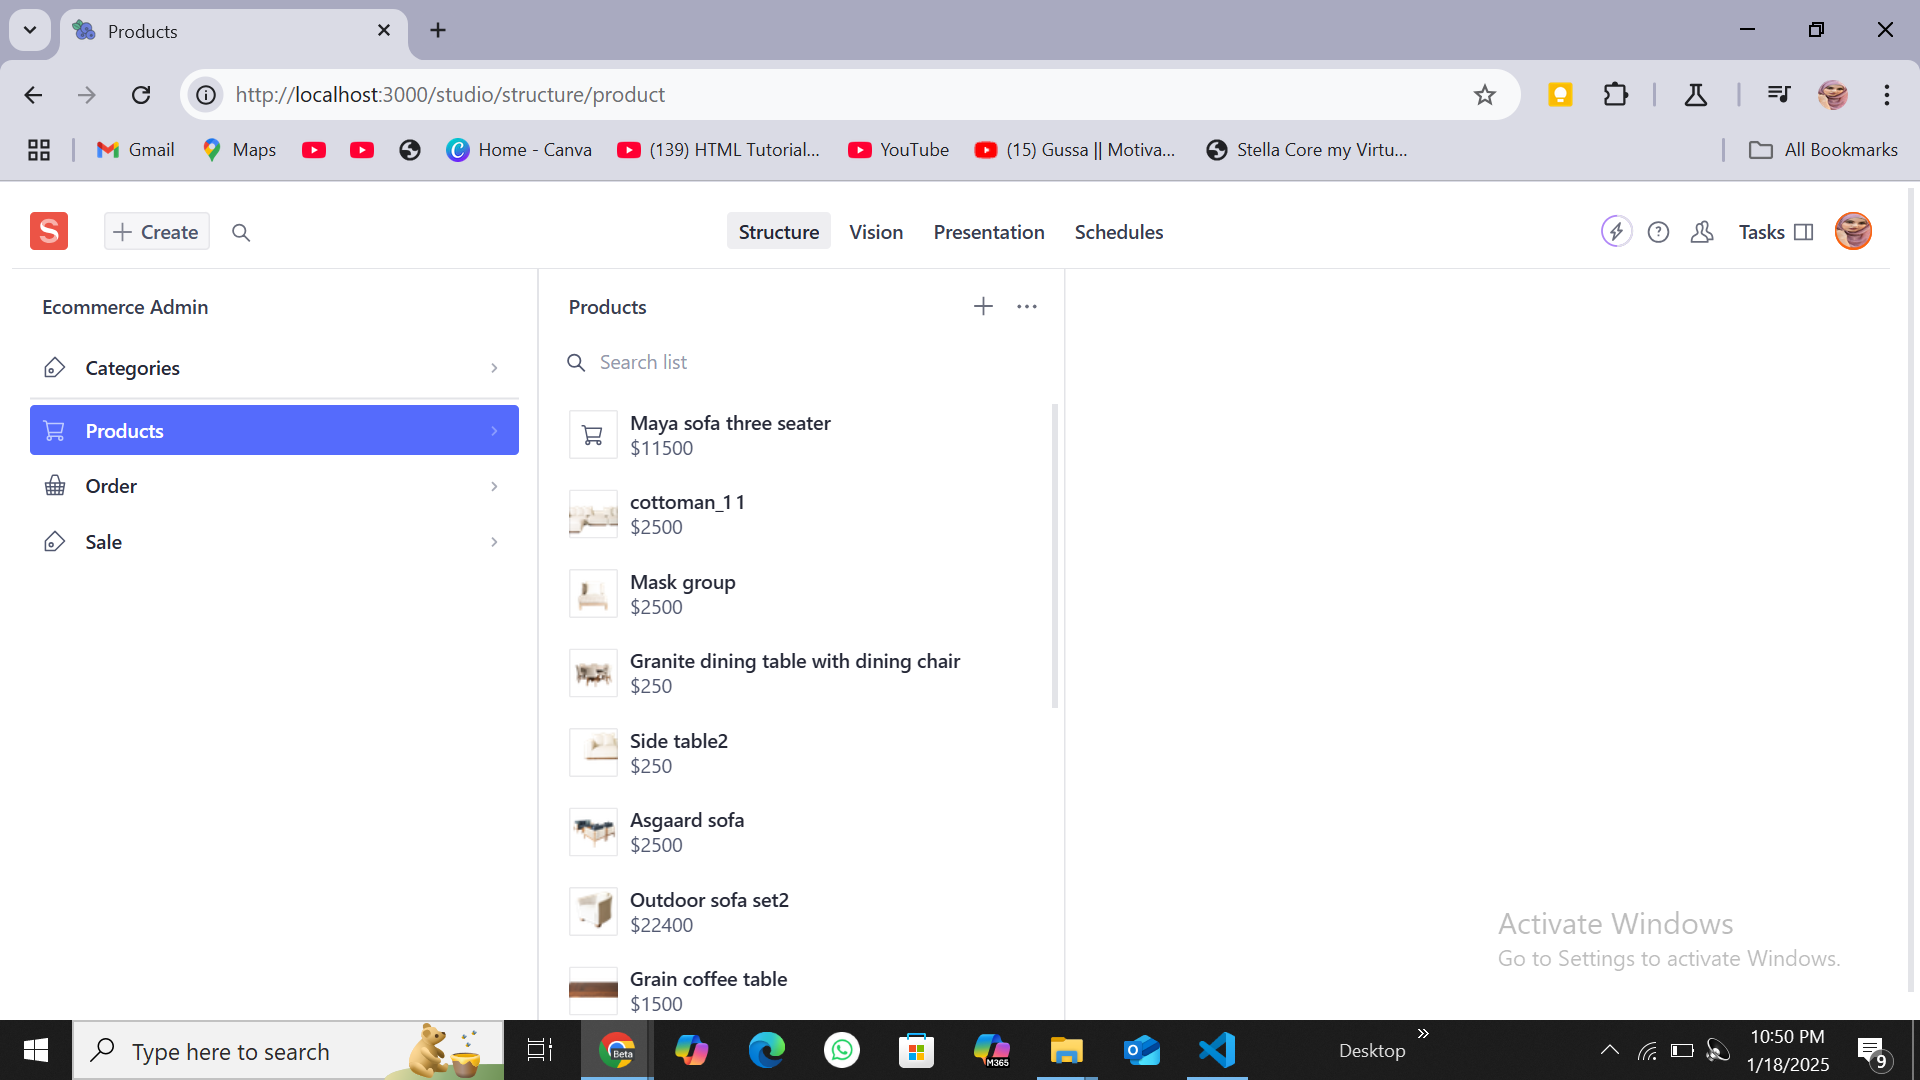 Products
http://localhost:3000/studio/structure/product
Gmail
Maps
Home - Canva
(139) HTML Tutorial...
YouTube
(15) Gussa || Motiva...
Stella Core my Virtu...
All Bookmarks
S
Create
Structure
Vision
Presentation
Schedules
Tasks
Ecommerce Admin
Categories
Products
Order
Sale
Products
Search list
Maya sofa three seater
$11500
cottoman_1 1
$2500
Mask group
$2500
Granite dining table with dining chair
$250
Side table2
$250
Asgaard sofa
$2500
Outdoor sofa set2
$22400
Grain coffee table
$1500
Activate Windows
Go to Settings to activate Windows.
Type here to search
Beta
M365
Desktop
10:50 PM
1/18/2025
9